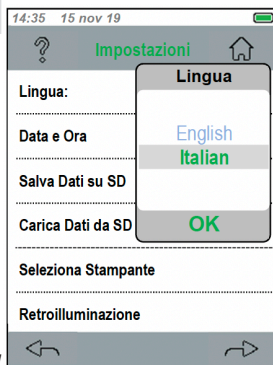 14:35 15 nov 19
?
Impostazioni
Lingua
Lingua:
English
Data e Ora
Italian
Salva Dati su SD
Carica Dati da SD
OK
Seleziona Stampante
Retroilluminazione